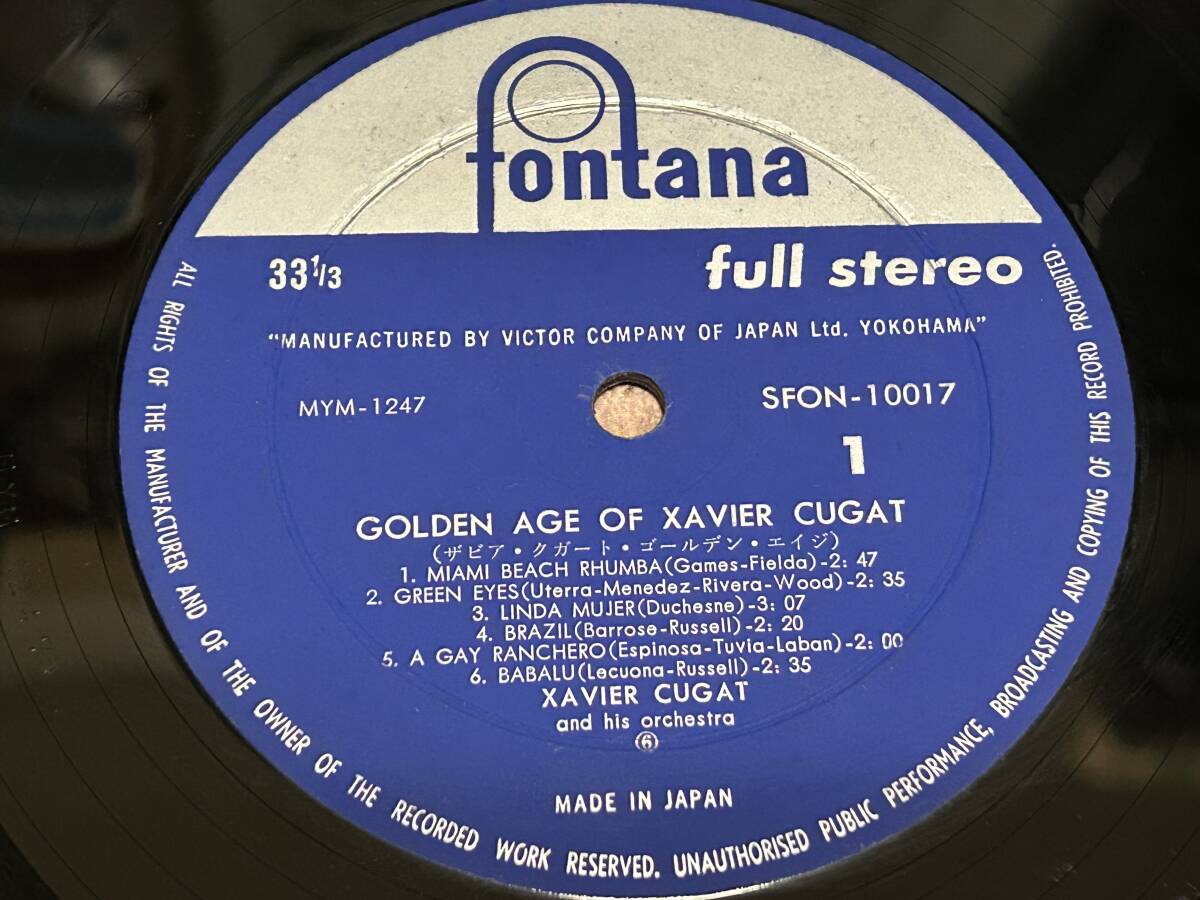 fontana
33 1/3
full stereo
"MANUFACTURED BY VICTOR COMPANY OF JAPAN Ltd. YOKOHAMA"
MYM-1247
SFON-10017
1
GOLDEN AGE OF XAVIER CUGAT
(ザビア・クガート・ゴールデン・エイジ)
1. MIAMI BEACH RHUMBA(Games-Fielda)-2: 47
2. GREEN EYES(Uterra-Menedez-Rivera-Wood)-2: 35
3. LINDA MUJER(Duchesne)-3: 07
4. BRAZIL(Barrose-Russell)-2: 20
5. A GAY RANCHERO(Espinosa-Tuvia-Laban)-2: 00
6. BABALU(Lecuona-Russell)-2: 35
XAVIER CUGAT
and his orchestra
⑥
MADE IN JAPAN
ALL RIGHTS OF THE MANUFACTURER AND OF THE OWNER OF THE RECORDED WORK RESERVED. UNAUTHORISED PUBLIC PERFORMANCE, BROADCASTING AND COPYING OF THIS RECORD PROHIBITED.